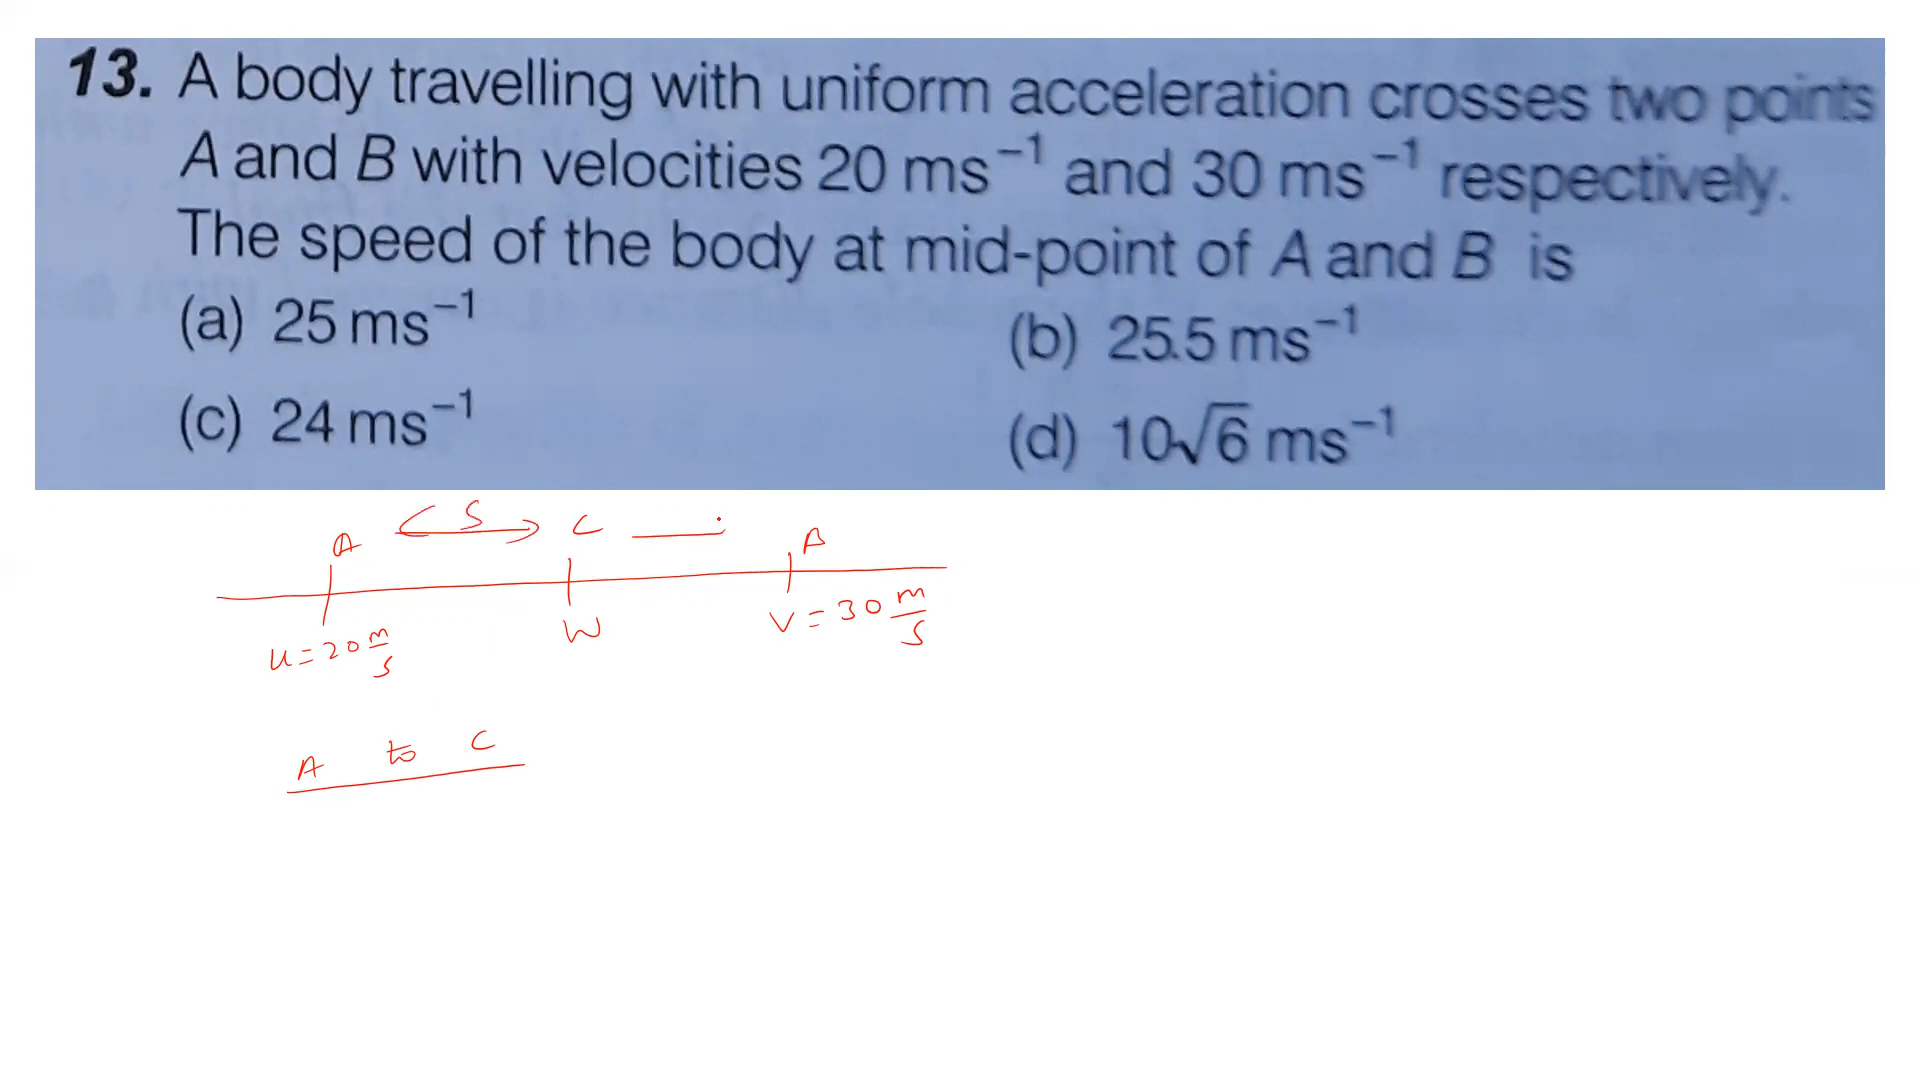 13. A body travelling with uniform acceleration crosses two points
A and B with velocities 20 ms⁻¹ and 30 ms⁻¹ respectively.
The speed of the body at mid-point of A and B is
(a) 25 ms⁻¹ (b) 25.5 ms⁻¹
(c) 24 ms⁻¹ (d) 10√6 ms⁻¹
A S C B
u = 20 m/s W V = 30 m/s
A to C